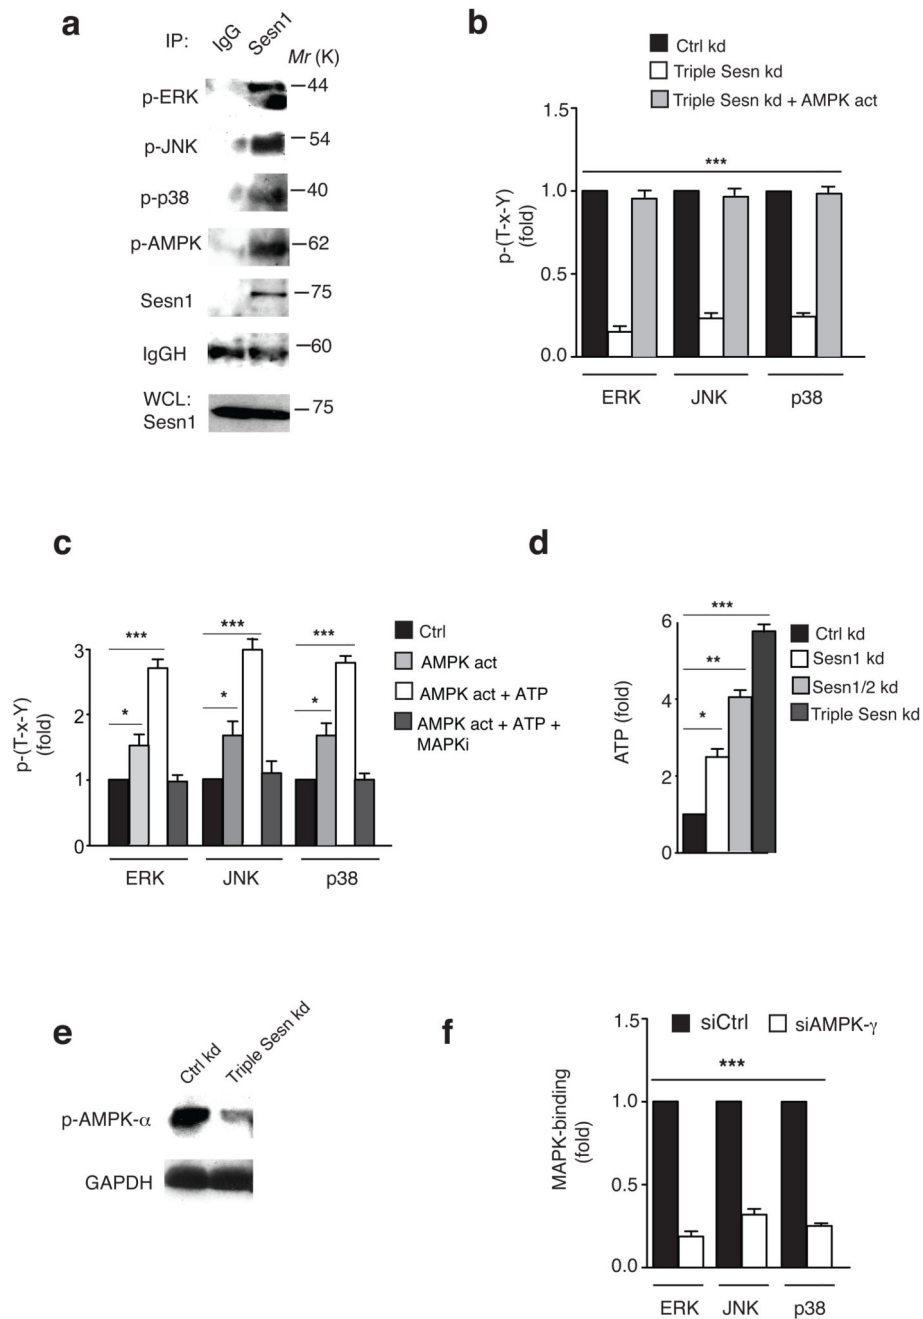 a
IP: IgG Sesn1
Mr (K)
p-ERK 44
p-JNK 54
p-p38 40
p-AMPK 62
Sesn1 75
IgGH 60
WCL:
Sesn1 75
b
Ctrl kd
Triple Sesn kd
Triple Sesn kd + AMPK act
p-(T-x-Y)
(fold)
1.5
1.0
0.5
0.0
***
ERK JNK p38
c
p-(T-x-Y)
(fold)
3
2
1
0
*** *** ***
* * *
ERK JNK p38
Ctrl
AMPK act
AMPK act + ATP
AMPK act + ATP +
MAPKi
d
ATP (fold)
6
4
2
0
***
**
*
Ctrl kd
Sesn1 kd
Sesn1/2 kd
Triple Sesn kd
e
Ctrl kd Triple Sesn kd
p-AMPK-α
GAPDH
f
siCtrl siAMPK-γ
MAPK-binding
(fold)
1.5
1.0
0.5
0.0
***
ERK JNK p38